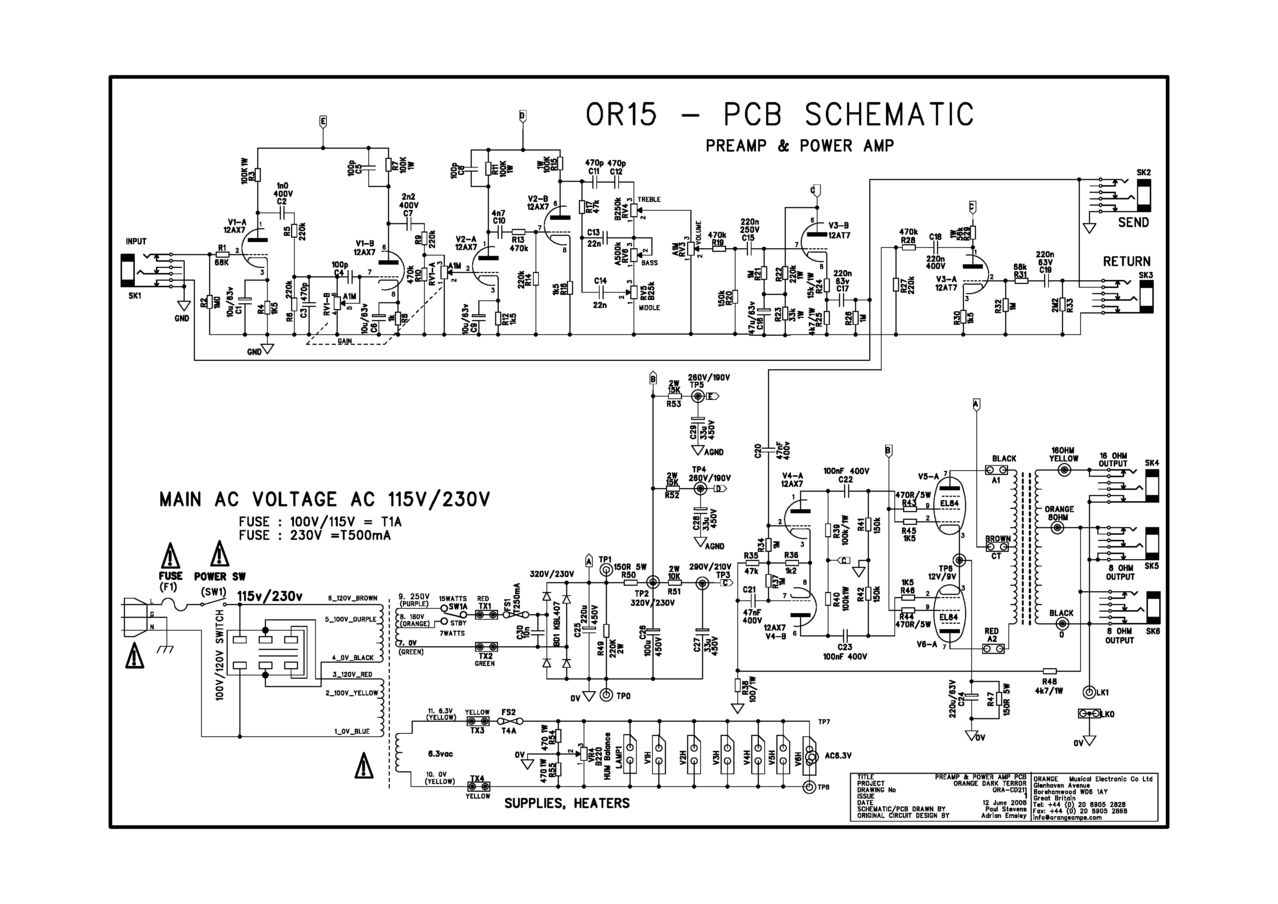 OR15 – PCB SCHEMATIC
PREAMP & POWER AMP
E
D
C
C
100K 1W
R3
1n0
400V
C2
R5
220k
V1-A
12AX7
INPUT
SK1
R1
68K
R2
1M0
GND
10u/63v
C1
R4
1K5
GND
100p
C5
R7
100K
1W
2n2
400V
C7
R9
220k
V1-B
12AX7
100p
C4
220k
R6
C3
470p
RV1-B
A1M
10u/63v
C6
R8
1k
GAIN
470k
R10
RV1-A
A1M
100p
C8
R11
100K
1W
V2-A
12AX7
4n7
C10
R13
470k
10u/63v
C9
R12
1k5
1W
100K
R15
V2-B
12AX7
220k
R14
1k5
R16
470p
C11
470p
C12
R17
47k
B250k
RV4
TREBLE
C13
22n
A500k
RV6
BASS
C14
22n
RV5
B25k
MIDDLE
A1M
RV3
VOLUME
470k
R19
220n
250V
C15
150k
R20
1M
R21
R22
220k
1W
47u/63v
C16
R23
33k
1W
V3-B
12AT7
R24
15k/1W
220n
63v
C17
4k7/1W
R25
R26
1M
470k
R28
C18
220n
400V
1W
56k
R29
R27
220k
V3-A
12AT7
R30
1k5
68k
R31
R32
1M
220n
63V
C19
2M2
R33
SK2
SEND
RETURN
SK3
B
2W
15K
R53
260V/190V
TP5
E
C29
33u
450V
AGND
2W
10K
R52
TP4
260V/190V
D
C28
33u
450V
AGND
MAIN AC VOLTAGE AC 115V/230V
FUSE : 100V/115V = T1A
FUSE : 230V =T500mA
FUSE
(F1)
POWER SW
(SW1)
L
G
N
115v/230v
100V/120V SWITCH
6_120V_BROWN
5_100V_OURPLE
4_0V_BLACK
3_120V_RED
2_100V_YELLOW
1_0V_BLUE
9. 250V
(PURPLE)
8. 180V
(ORANGE)
7. 0V
(GREEN)
15WATTS
SW1A
STBY
7WATTS
RED
TX1
TX2
GREEN
FS1
T250mA
C30
10n
320V/230V
BD1 KBL407
A
C25
220u
450V
TP1
R49
220K
2W
0V
TP0
150R 5W
R50
TP2
320V/230V
C26
100u
450V
2W
10K
R51
290V/210V
TP3
C
C27
33u
450V
11. 6.3V
(YELLOW)
6.3vac
10. 0V
(YELLOW)
YELLOW
TX3
FS2
T4A
TX4
YELLOW
0V
470 1W
R54
470 1W
R55
VR4
B220
HUM Balance
LAMP1
V1H
V2H
V3H
V4H
V5H
V6H
TP7
AC6.3V
TP8
SUPPLIES, HEATERS
C20
47nF
400v
V4-A
12AX7
100nF 400V
C22
R34
1M
R35
47k
R36
1k2
R37
1M
C21
47nF
400V
12AX7
V4-B
R39
100k/1W
C
R40
100k1W
R41
150k
R42
150k
C23
100nF 400V
R38
100/1W
B
V5-A
EL84
470R/5W
R43
R45
1K5
1K5
R46
R44
470R/5W
EL84
V6-A
TP6
12V/9V
A
BLACK
A1
BROWN
CT
RED
A2
220u/63V
C24
R47
150R 5W
0V
16OHM
YELLOW
ORANGE
8OHM
BLACK
0
R48
4k7/1W
16 OHM
OUTPUT
SK4
8 OHM
OUTPUT
SK5
8 OHM
OUTPUT
SK6
LK1
LK0
0V
TITLE PREAMP & POWER AMP PCB
PROJECT ORANGE DARK TERROR
DRAWING No ORA-CD211
ISSUE 1
DATE 12 June 2008
SCHEMATIC/PCB DRAWN BY Paul Stevens
ORIGINAL CIRCUIT DESIGN BY Adrian Emsley
ORANGE Musical Electronic Co Ltd
Glenhaven Avenue
Borehamwood WD6 1AY
Great Britain
Tel: +44 (0) 20 8905 2828
Fax: +44 (0) 20 8905 2868
info@orangeamps.com